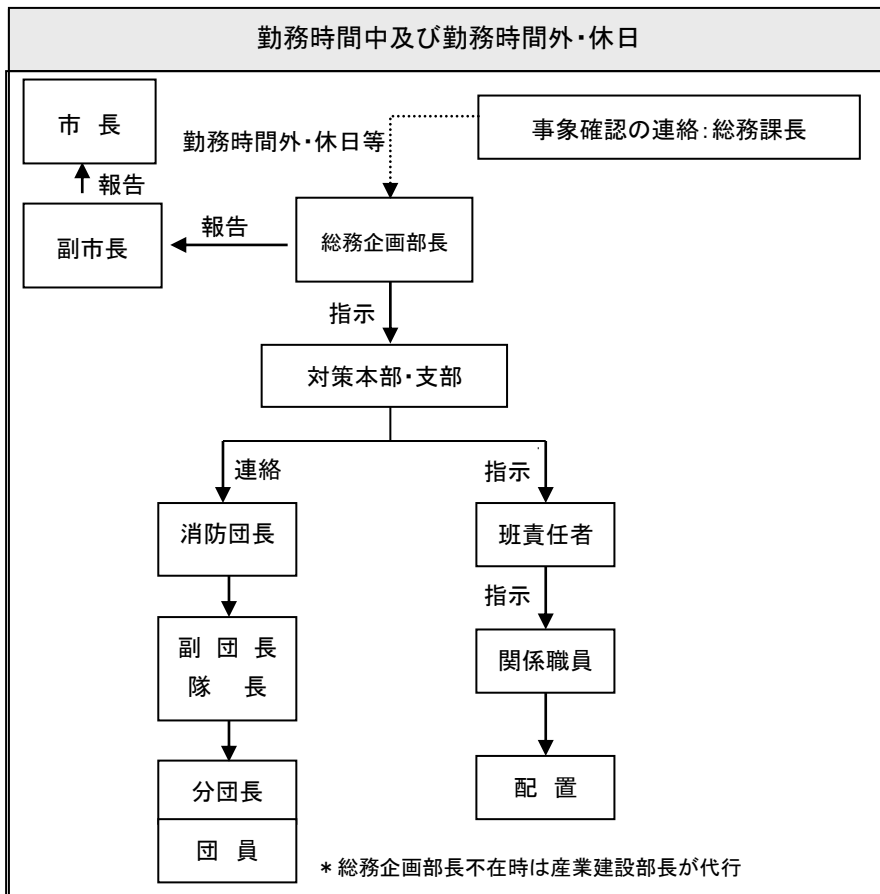 勤務時間中及び勤務時間外・休日
市 長
事象確認の連絡:総務課長
勤務時間外・休日等
報告
副市長
報告
総務企画部長
指示
対策本部・支部
連絡
指示
消防団長
班責任者
指示
副 団 長
隊 長
関係職員
分団長
団 員
配 置
*総務企画部長不在時は産業建設部長が代行